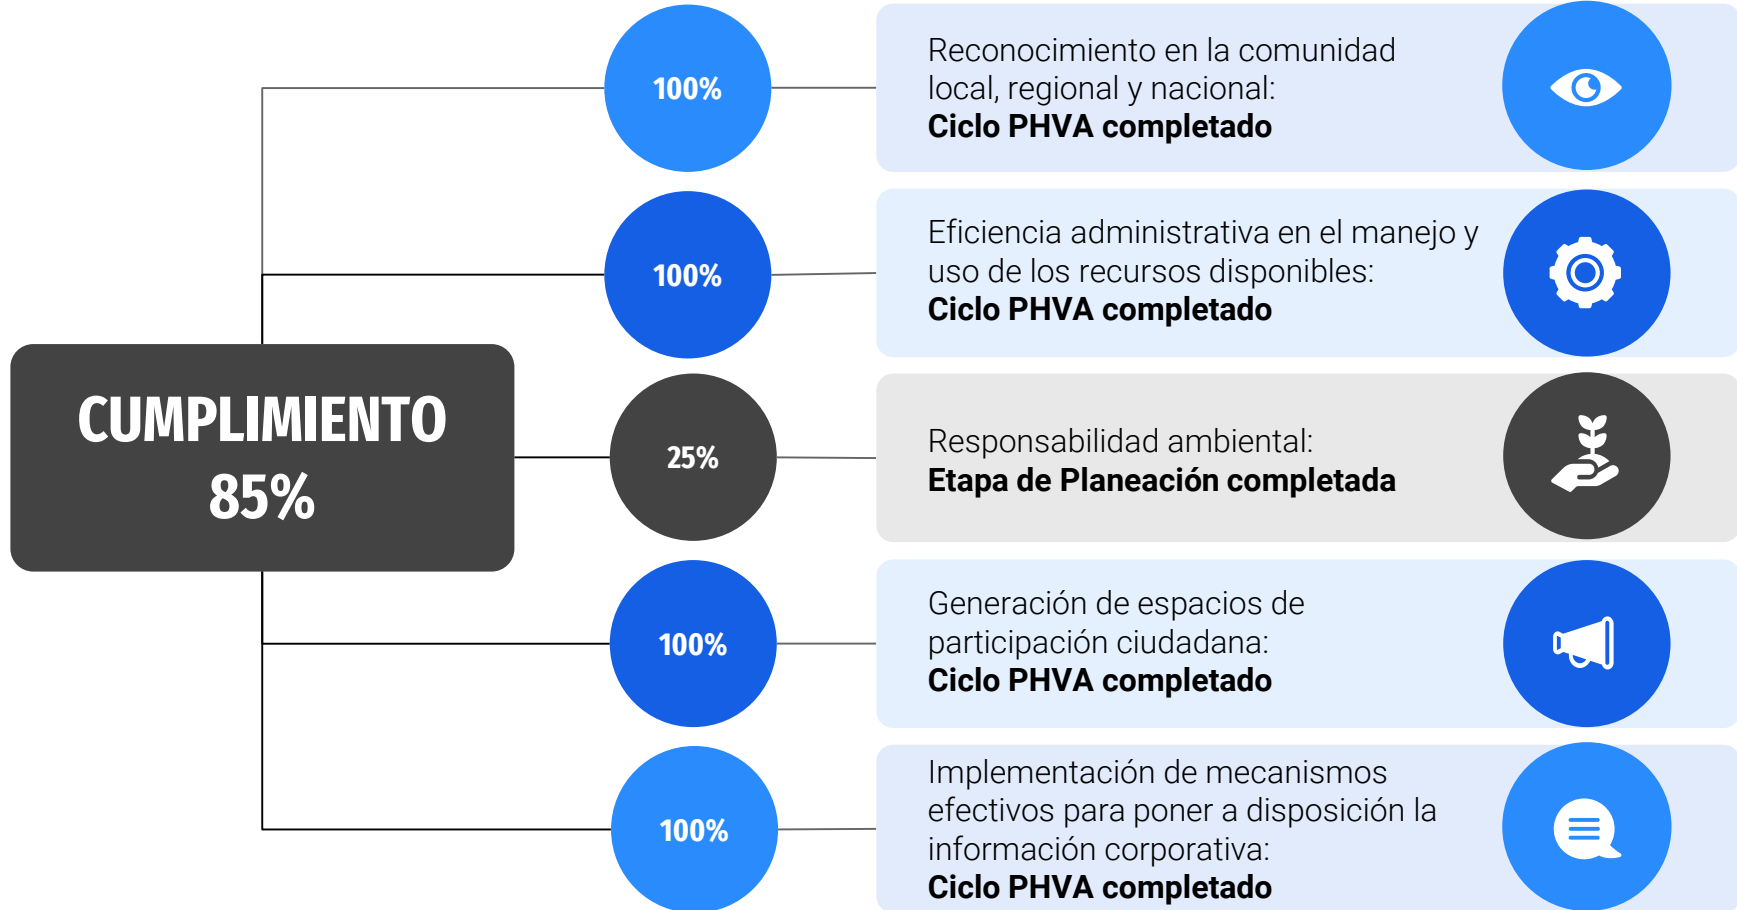 100%
Reconocimiento en la comunidad
local, regional y nacional:
Ciclo PHVA completado
100%
Eficiencia administrativa en el manejo y
uso de los recursos disponibles:
Ciclo PHVA completado
CUMPLIMIENTO
85%
25%
Responsabilidad ambiental:
Etapa de Planeación completada
100%
Generación de espacios de
participación ciudadana:
Ciclo PHVA completado
100%
Implementación de mecanismos
efectivos para poner a disposición la
información corporativa:
Ciclo PHVA completado